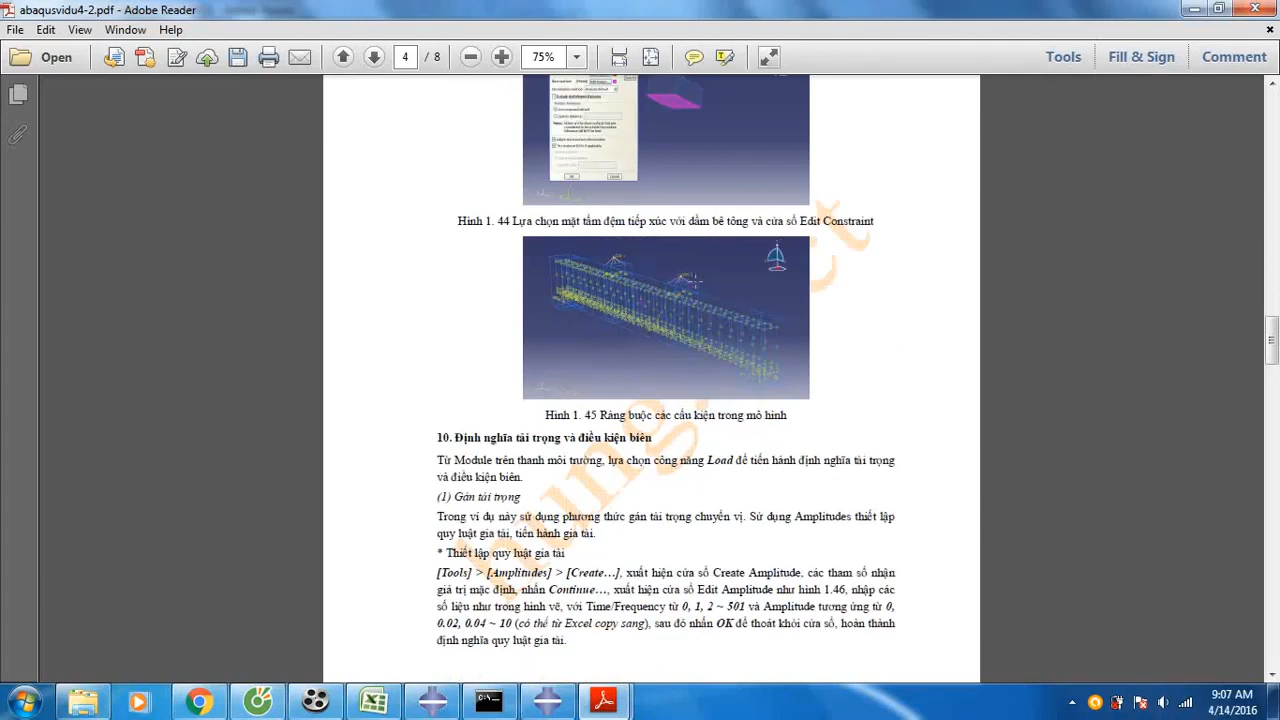 abaqusvidu4-2.pdf - Adobe Reader
File Edit View Window Help
Open
4 / 8
75%
Tools Fill & Sign Comment
Hình 1. 44 Lựa chọn mặt tấm đệm tiếp xúc với dầm bê tông và cửa sổ Edit Constraint
Hình 1. 45 Ràng buộc các cấu kiện trong mô hình
10. Định nghĩa tải trọng và điều kiện biên
Từ Module trên thanh môi trường, lựa chọn công năng Load để tiến hành định nghĩa tải trọng
và điều kiện biên.
(1) Gán tải trọng
Trong ví dụ này sử dụng phương thức gán tải trọng chuyển vị. Sử dụng Amplitudes thiết lập
quy luật gia tải, tiến hành gia tải.
* Thiết lập quy luật gia tải
[Tools] > [Amplitudes] > [Create…], xuất hiện cửa sổ Create Amplitude, các tham số nhận
giá trị mặc định, nhấn Continue…, xuất hiện cửa sổ Edit Amplitude như hình 1.46, nhập các
số liệu như trong hình vẽ, với Time/Frequency từ 0, 1, 2 ~ 501 và Amplitude tương ứng từ 0,
0.02, 0.04 ~ 10 (có thể từ Excel copy sang), sau đó nhấn OK để thoát khỏi cửa sổ, hoàn thành
định nghĩa quy luật gia tải.
9:07 AM
4/14/2016